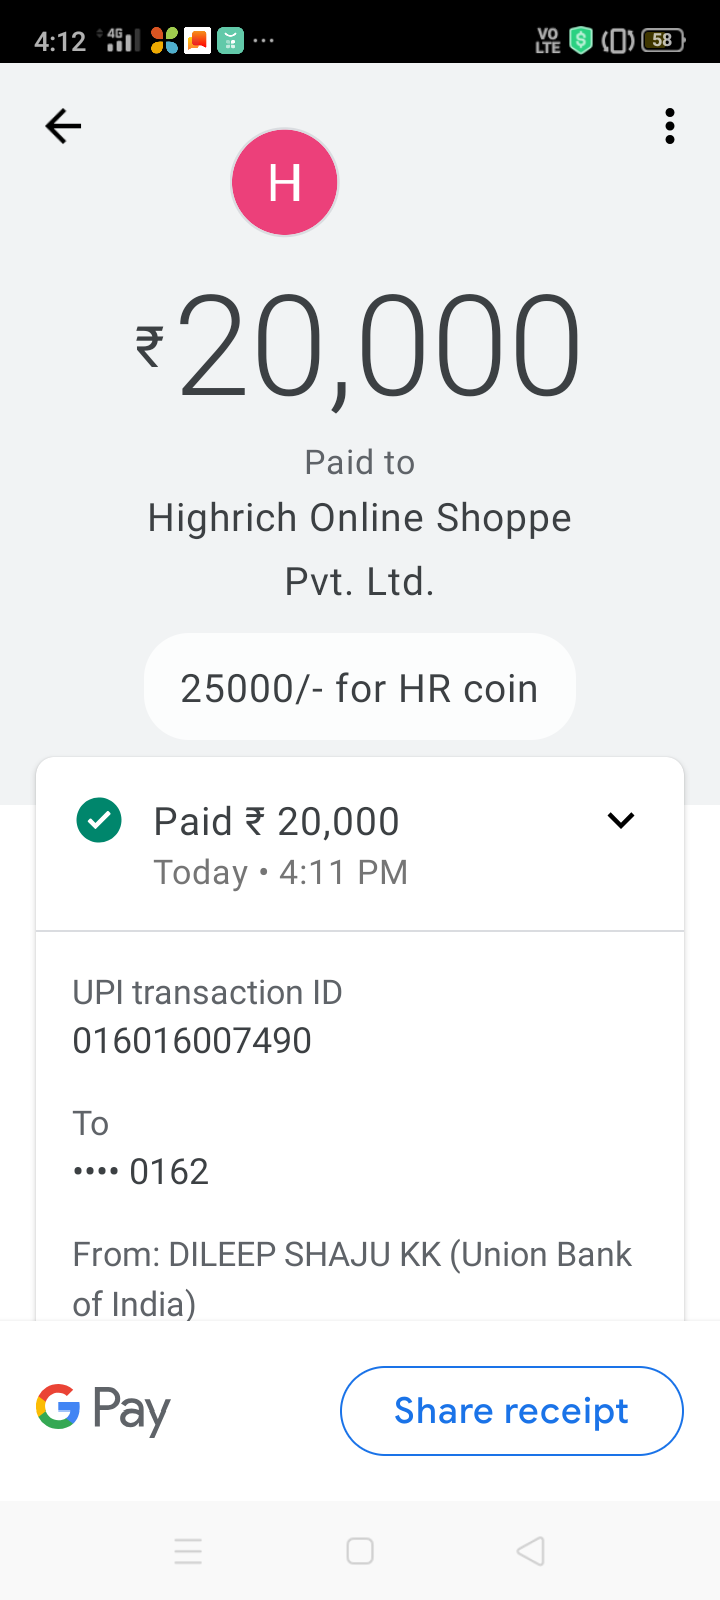 4:12 4G VO LTE 58
H
₹20,000
Paid to
Highrich Online Shoppe
Pvt. Ltd.
25000/- for HR coin
Paid ₹ 20,000
Today • 4:11 PM
UPI transaction ID
016016007490
To
•••• 0162
From: DILEEP SHAJU KK (Union Bank
of India)
G Pay
Share receipt